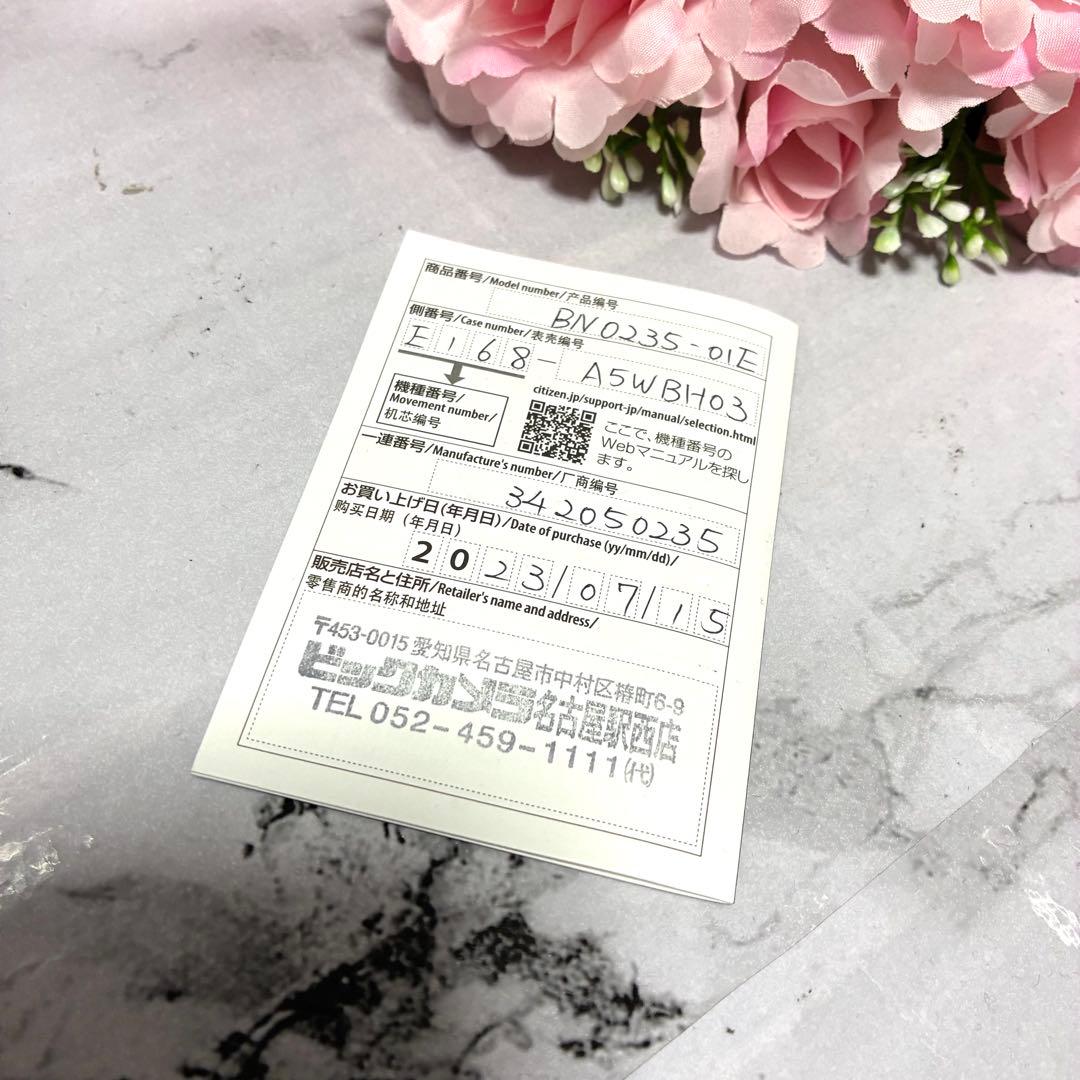 商品番号/Model number/产品编号
BN0235-01E
側番号/Case number/表壳编号
E168-A5WBH03
機種番号/
Movement number/
机芯编号
citizen.jp/support-jp/manual/selection.html
ここで、機種番号の
Webマニュアルを探し
ます。
一連番号/Manufacture's number/厂商编号
342050235
お買い上げ日(年月日)/Date of purchase (yy/mm/dd)/
购买日期（年月日）
2023/07/15
販売店名と住所/Retailer's name and address/
零售商的名称和地址
〒453-0015 愛知県名古屋市中村区椿町6-9
ビックカメラ名古屋駅西店
TEL 052-459-1111(代)